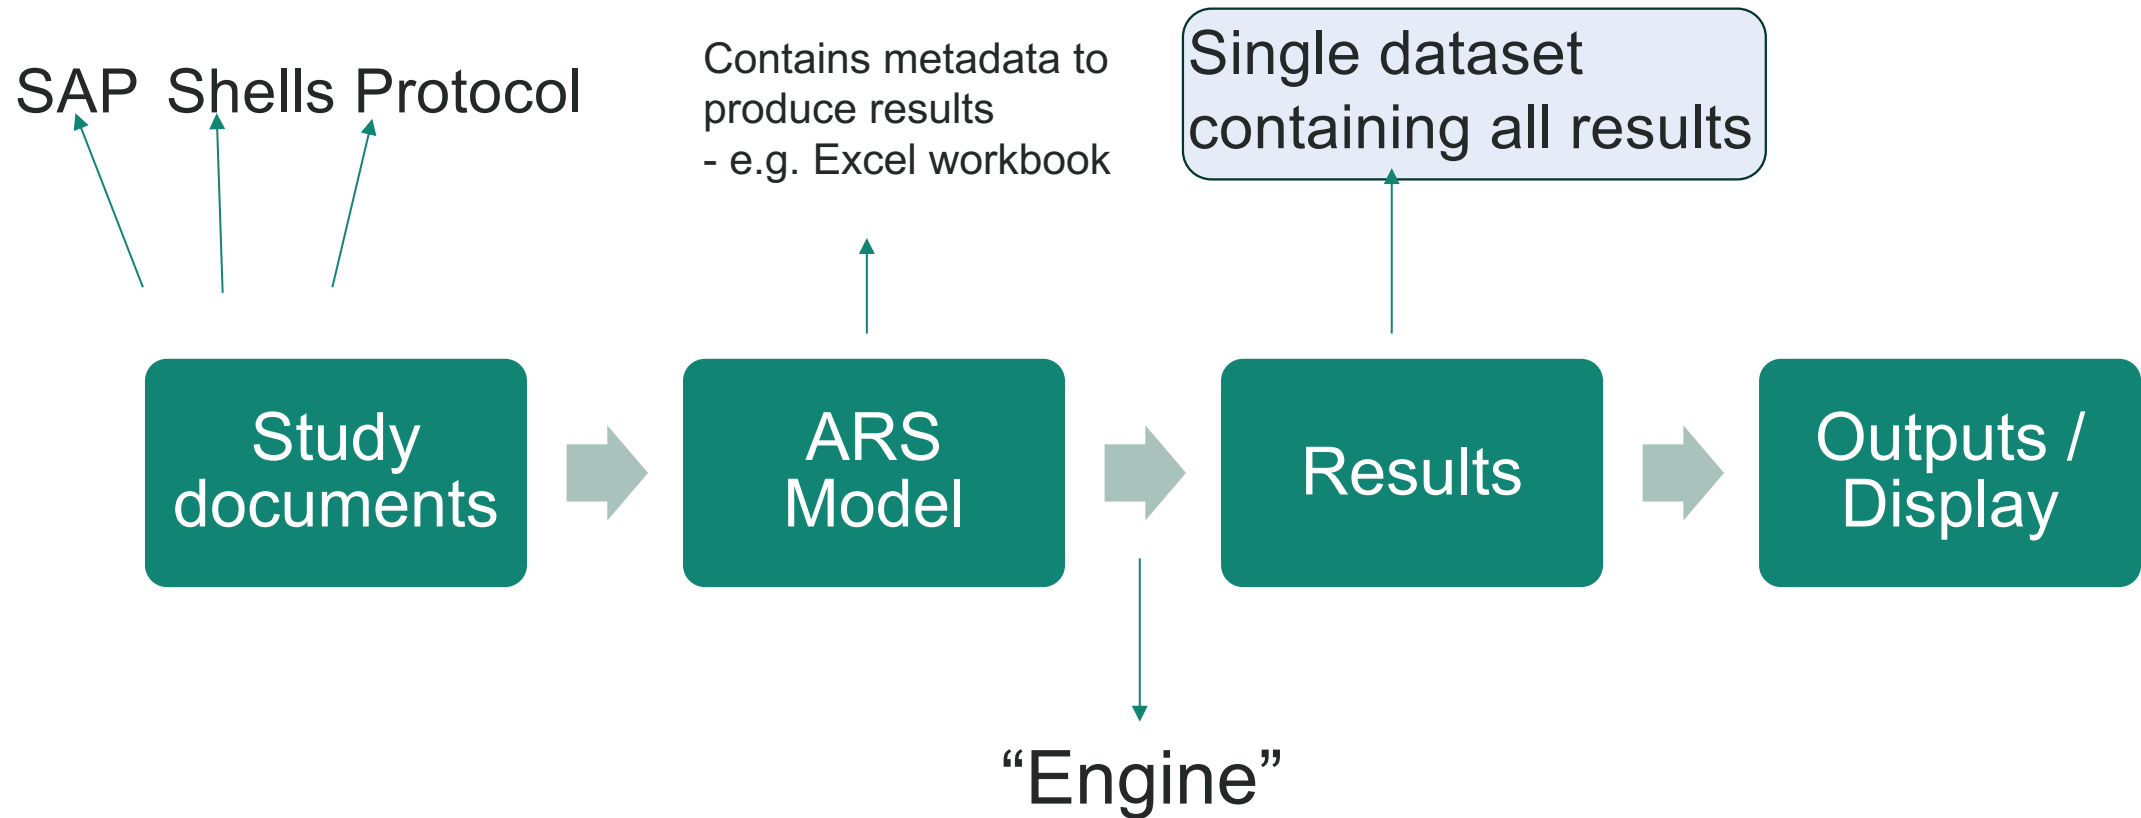 SAP Shells Protocol
Contains metadata to
produce results
- e.g. Excel workbook
Single dataset
containing all results
Study
documents
ARS
Model
Results
Outputs /
Display
“Engine”